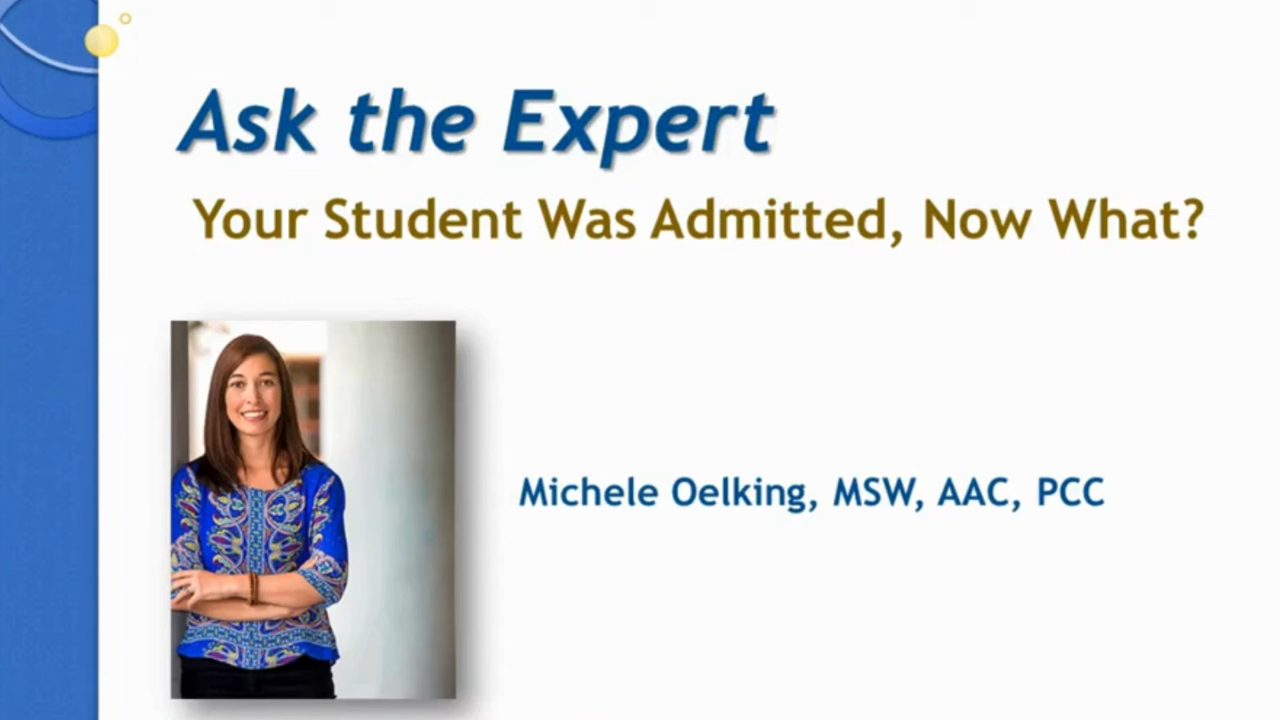 Ask the Expert
Your Student Was Admitted, Now What?
Michele Oelking, MSW, AAC, PCC